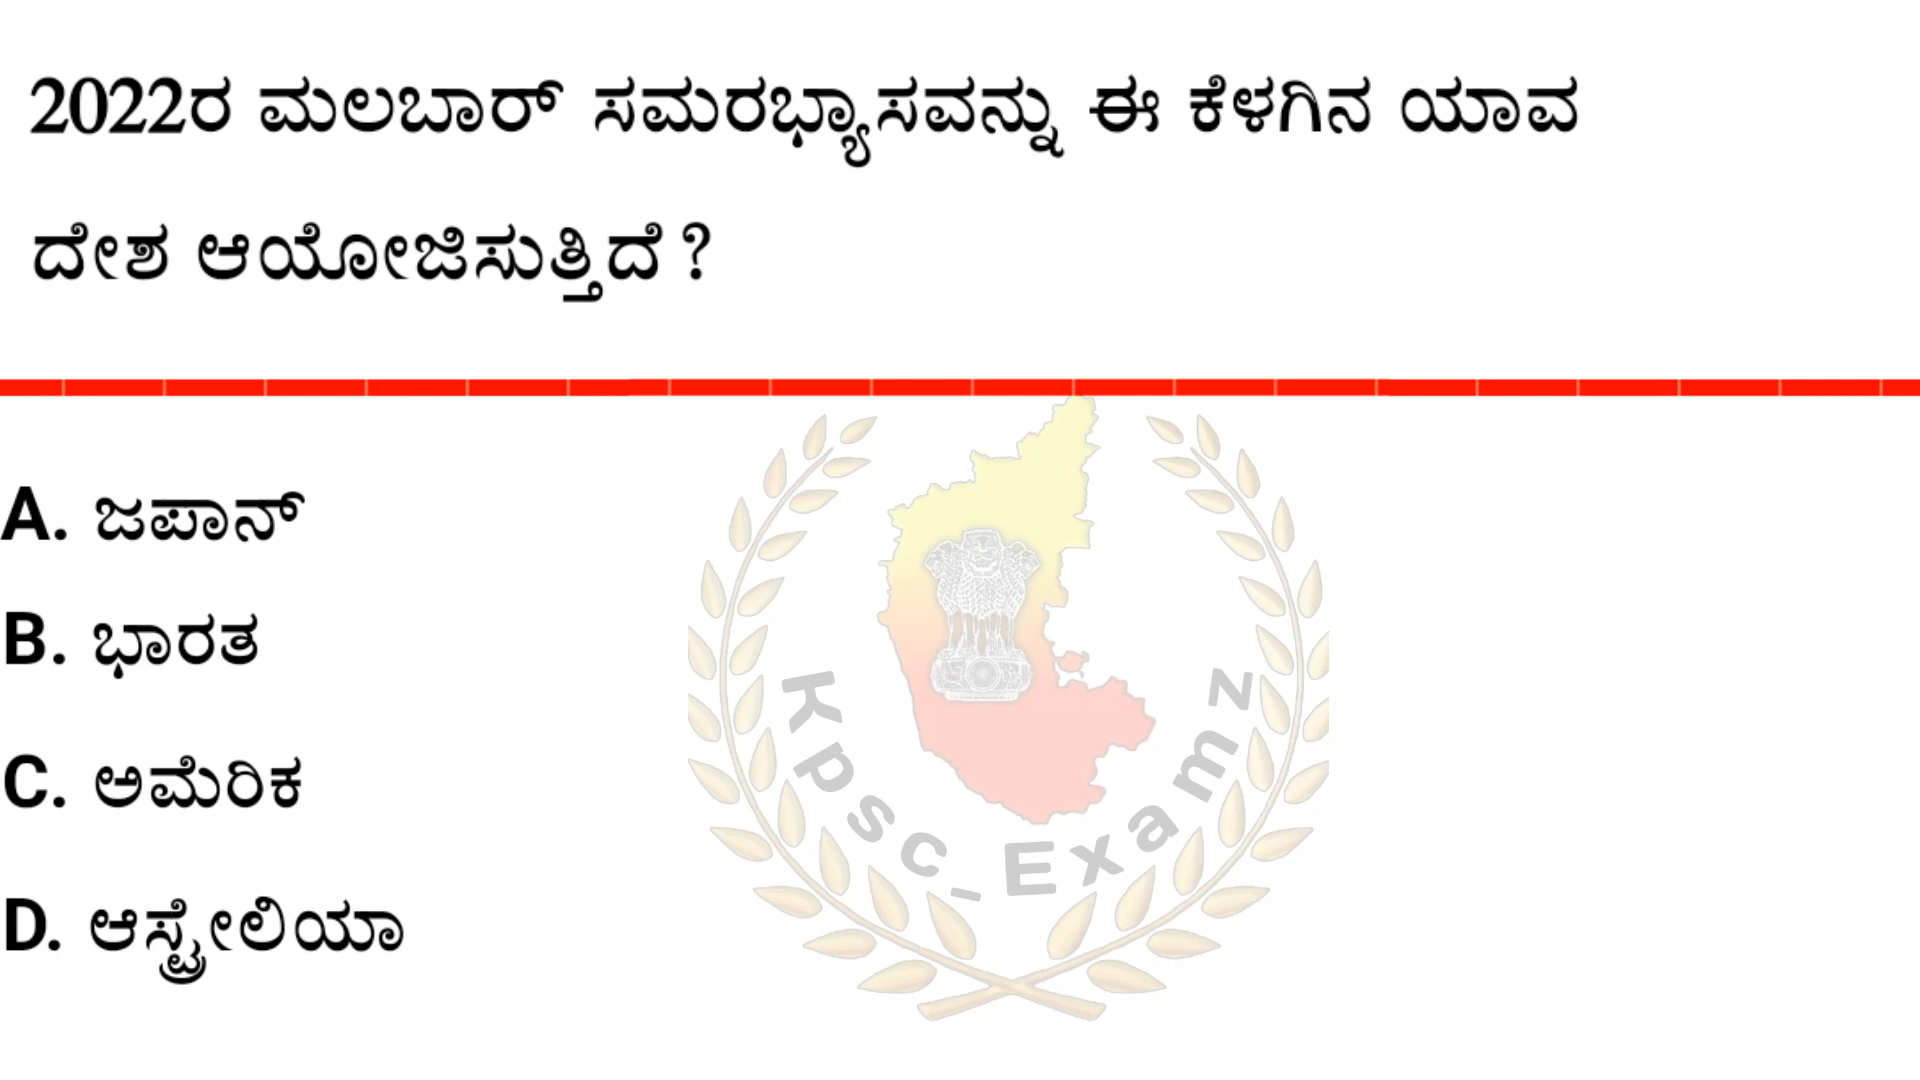 2022ರ ಮಲಬಾರ್ ಸಮರಭ್ಯಾಸವನ್ನು ಈ ಕೆಳಗಿನ ಯಾವ
ದೇಶ ಆಯೋಜಿಸುತ್ತಿದೆ ?
A. ಜಪಾನ್
B. ಭಾರತ
C. ಅಮೆರಿಕ
D. ಆಸ್ಟ್ರೇಲಿಯಾ
Kpsc_Examz